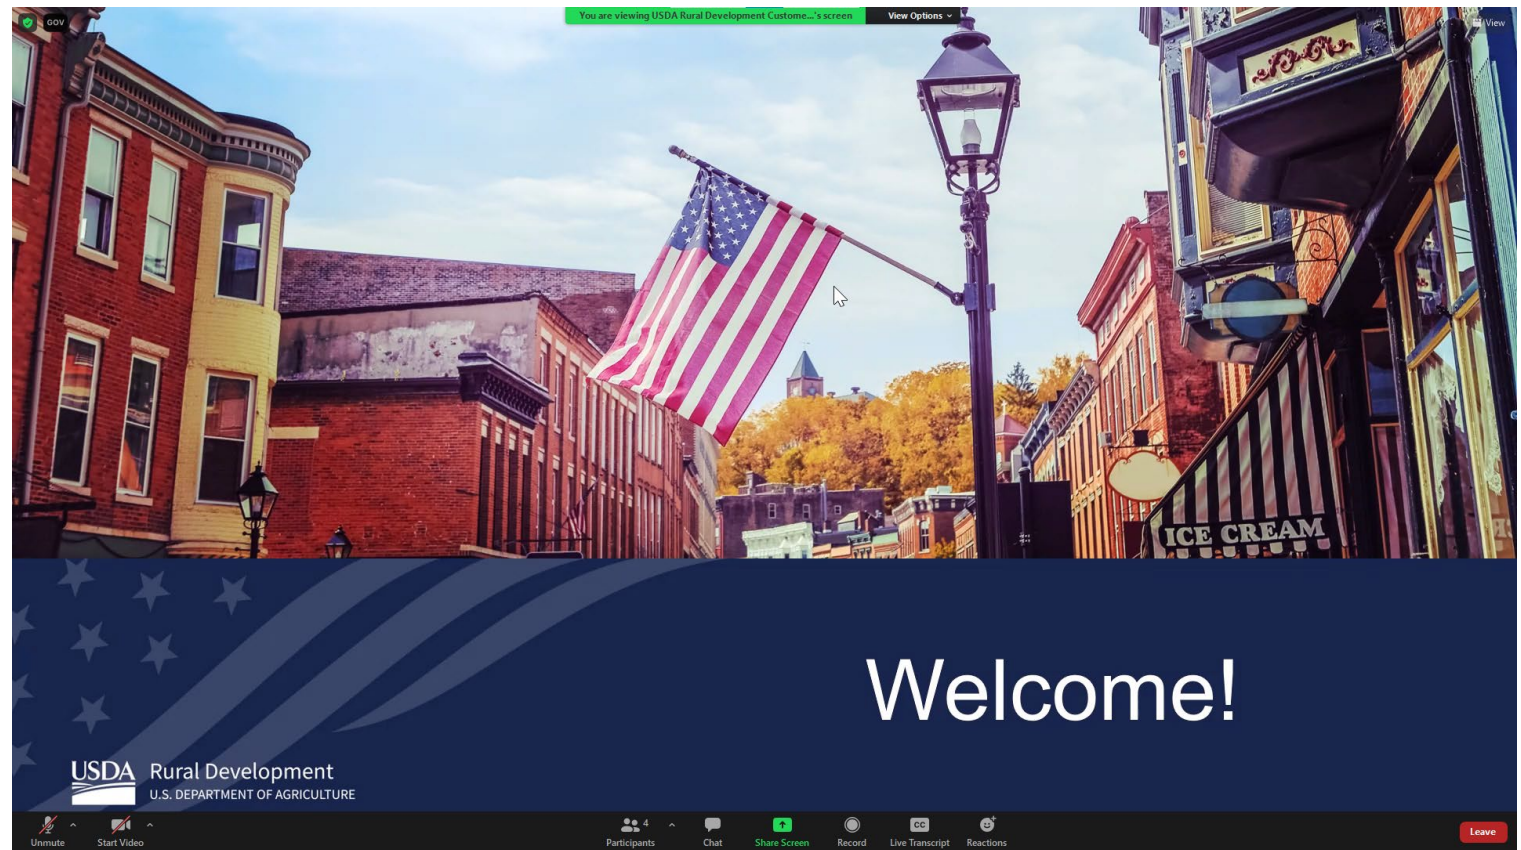 GOV
You are viewing USDA Rural Development Custome...'s screen
View Options
View
ICE CREAM
Welcome!
USDA Rural Development
U.S. DEPARTMENT OF AGRICULTURE
Unmute
Start Video
4
Participants
Chat
Share Screen
Record
CC
Live Transcript
Reactions
Leave